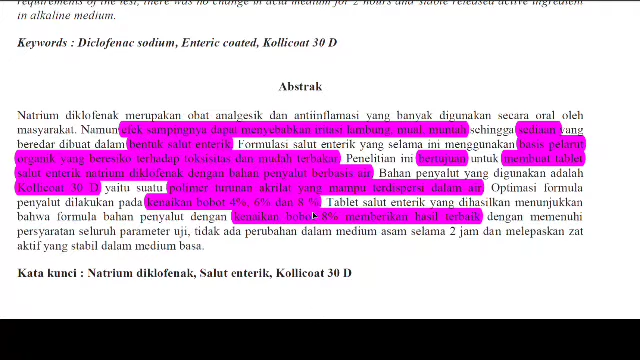 requirements of the test, there was no change in acid medium for 2 hours and stable released active ingredient
in alkaline medium.
Keywords : Diclofenac sodium, Enteric coated, Kollicoat 30 D
Abstrak
Natrium diklofenak merupakan obat analgesik dan antiinflamasi yang banyak digunakan secara oral oleh
masyarakat. Namun efek sampingnya dapat menyebabkan iritasi lambung, mual, muntah sehingga sediaan yang
beredar dibuat dalam bentuk salut enterik. Formulasi salut enterik yang selama ini menggunakan basis pelarut
organik yang beresiko terhadap toksisitas dan mudah terbakar. Penelitian ini bertujuan untuk membuat tablet
salut enterik natrium diklofenak dengan bahan penyalut berbasis air. Bahan penyalut yang digunakan adalah
Kollicoat 30 D yaitu suatu polimer turunan akrilat yang mampu terdispersi dalam air. Optimasi formula
penyalut dilakukan pada kenaikan bobot 4%, 6% dan 8 %. Tablet salut enterik yang dihasilkan menunjukkan
bahwa formula bahan penyalut dengan kenaikan bobot 8% memberikan hasil terbaik dengan memenuhi
persyaratan seluruh parameter uji, tidak ada perubahan dalam medium asam selama 2 jam dan melepaskan zat
aktif yang stabil dalam medium basa.
Kata kunci : Natrium diklofenak, Salut enterik, Kollicoat 30 D